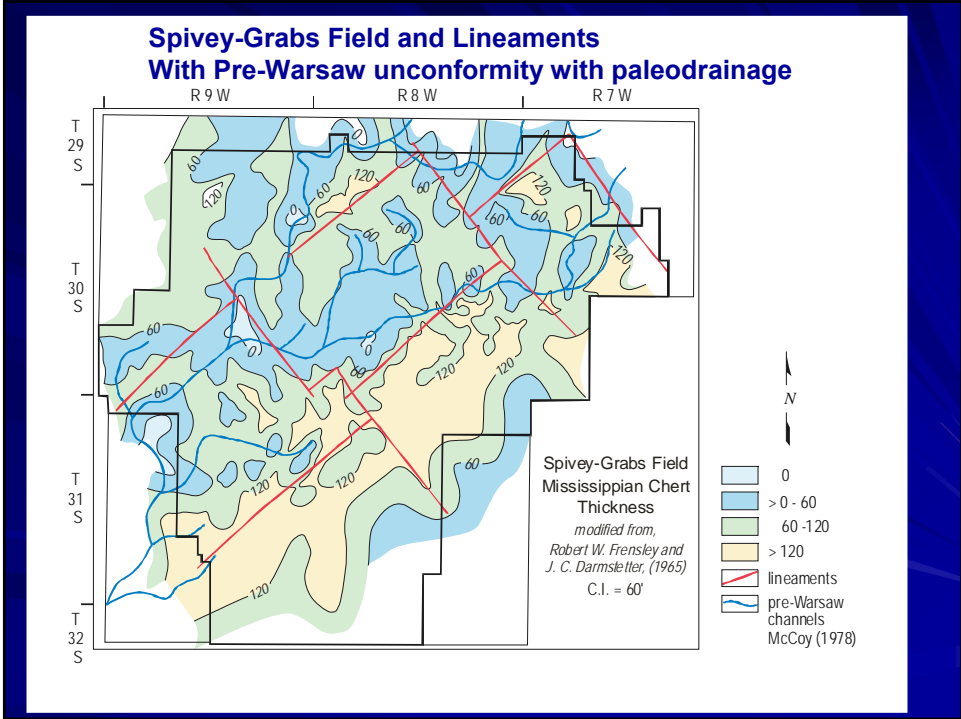 Spivey-Grabs Field and Lineaments
With Pre-Warsaw unconformity with paleodrainage
R 9 W
R 8 W
R 7 W
T
29
S
T
30
S
T
31
S
T
32
S
60
120
0
0
60
120
60
120
60
60
60
60
120
60
60
0
0
60
60
120
120
120
120
60
120
N
Spivey-Grabs Field
Mississippian Chert
Thickness
modified from,
Robert W. Frensley and
J. C. Darmstetter, (1965)
C.I. = 60'
0
> 0 - 60
60 -120
> 120
lineaments
pre-Warsaw
channels
McCoy (1978)